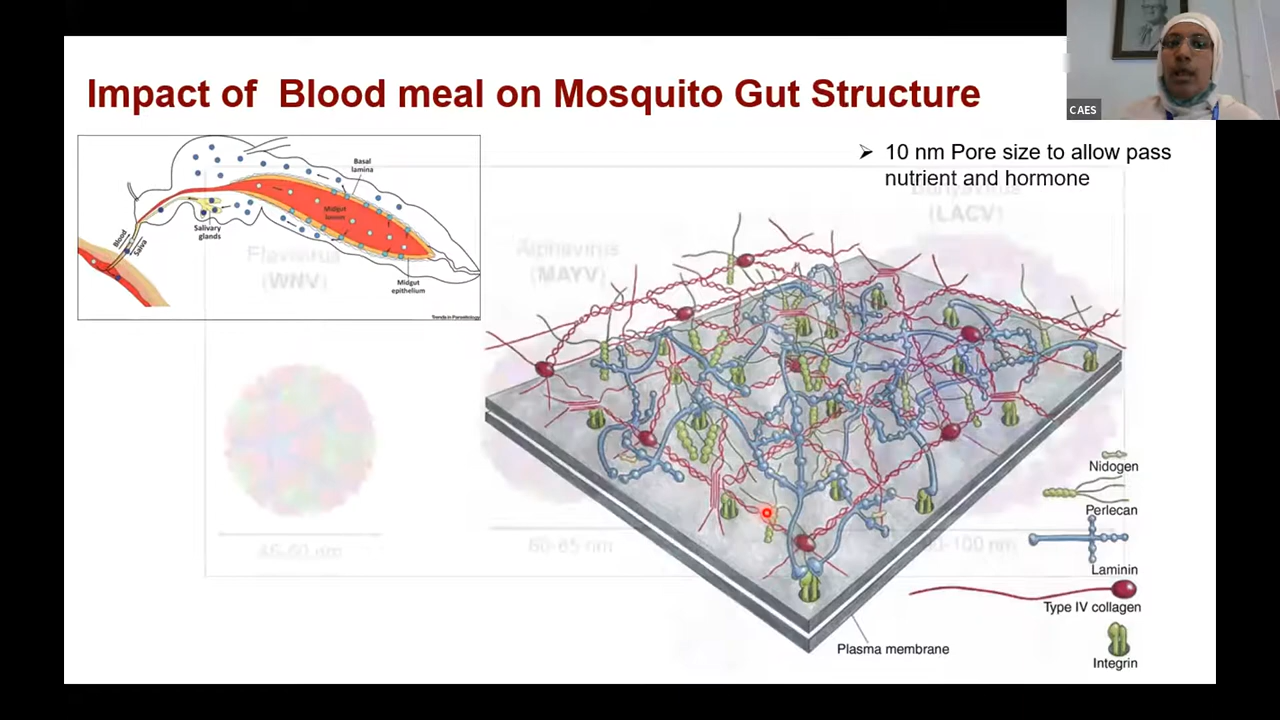 Impact of  Blood meal on Mosquito Gut Structure
CAES
➢ 10 nm Pore size to allow pass
nutrient and hormone
Basal
lamina
Midgut
lumen
Salivary
glands
Blood
Saliva
Midgut
epithelium
Trends in Parasitology
Flavivirus
(WNV)
Alphavirus
(MAYV)
Bunyavirus
(LACV)
45-60 nm
60-65 nm
-100 nm
Nidogen
Perlecan
Laminin
Type IV collagen
Integrin
Plasma membrane